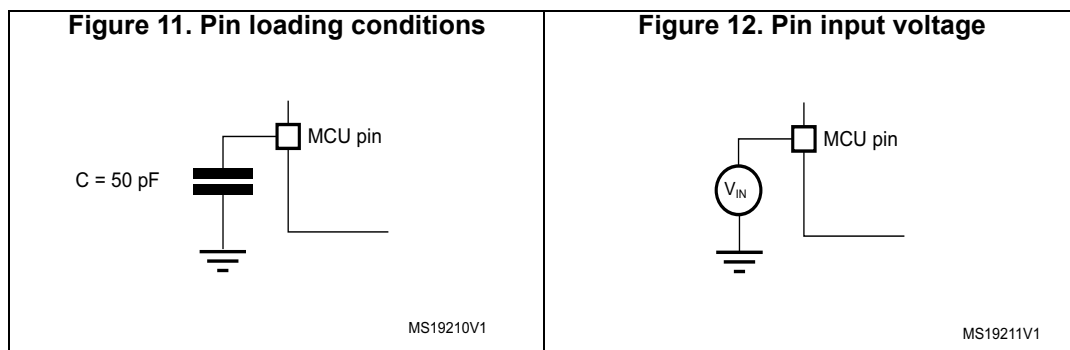 Figure 11. Pin loading conditions
MCU pin
C = 50 pF
MS19210V1
Figure 12. Pin input voltage
MCU pin
VIN
MS19211V1